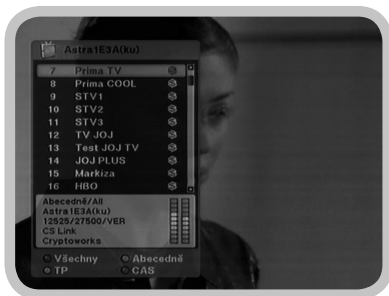 Astra1E3A(ku)
7 Prima TV
8 Prima COOL
9 STV1
10 STV2
11 STV3
12 TV JOJ
13 Test JOJ TV
14 JOJ PLUS
15 Markiza
16 HBO
Abecedně/All
Astra1E3A(ku)
12525/27500/VER
CS Link
Cryptoworks
Všechny Abecedně
TP CAS